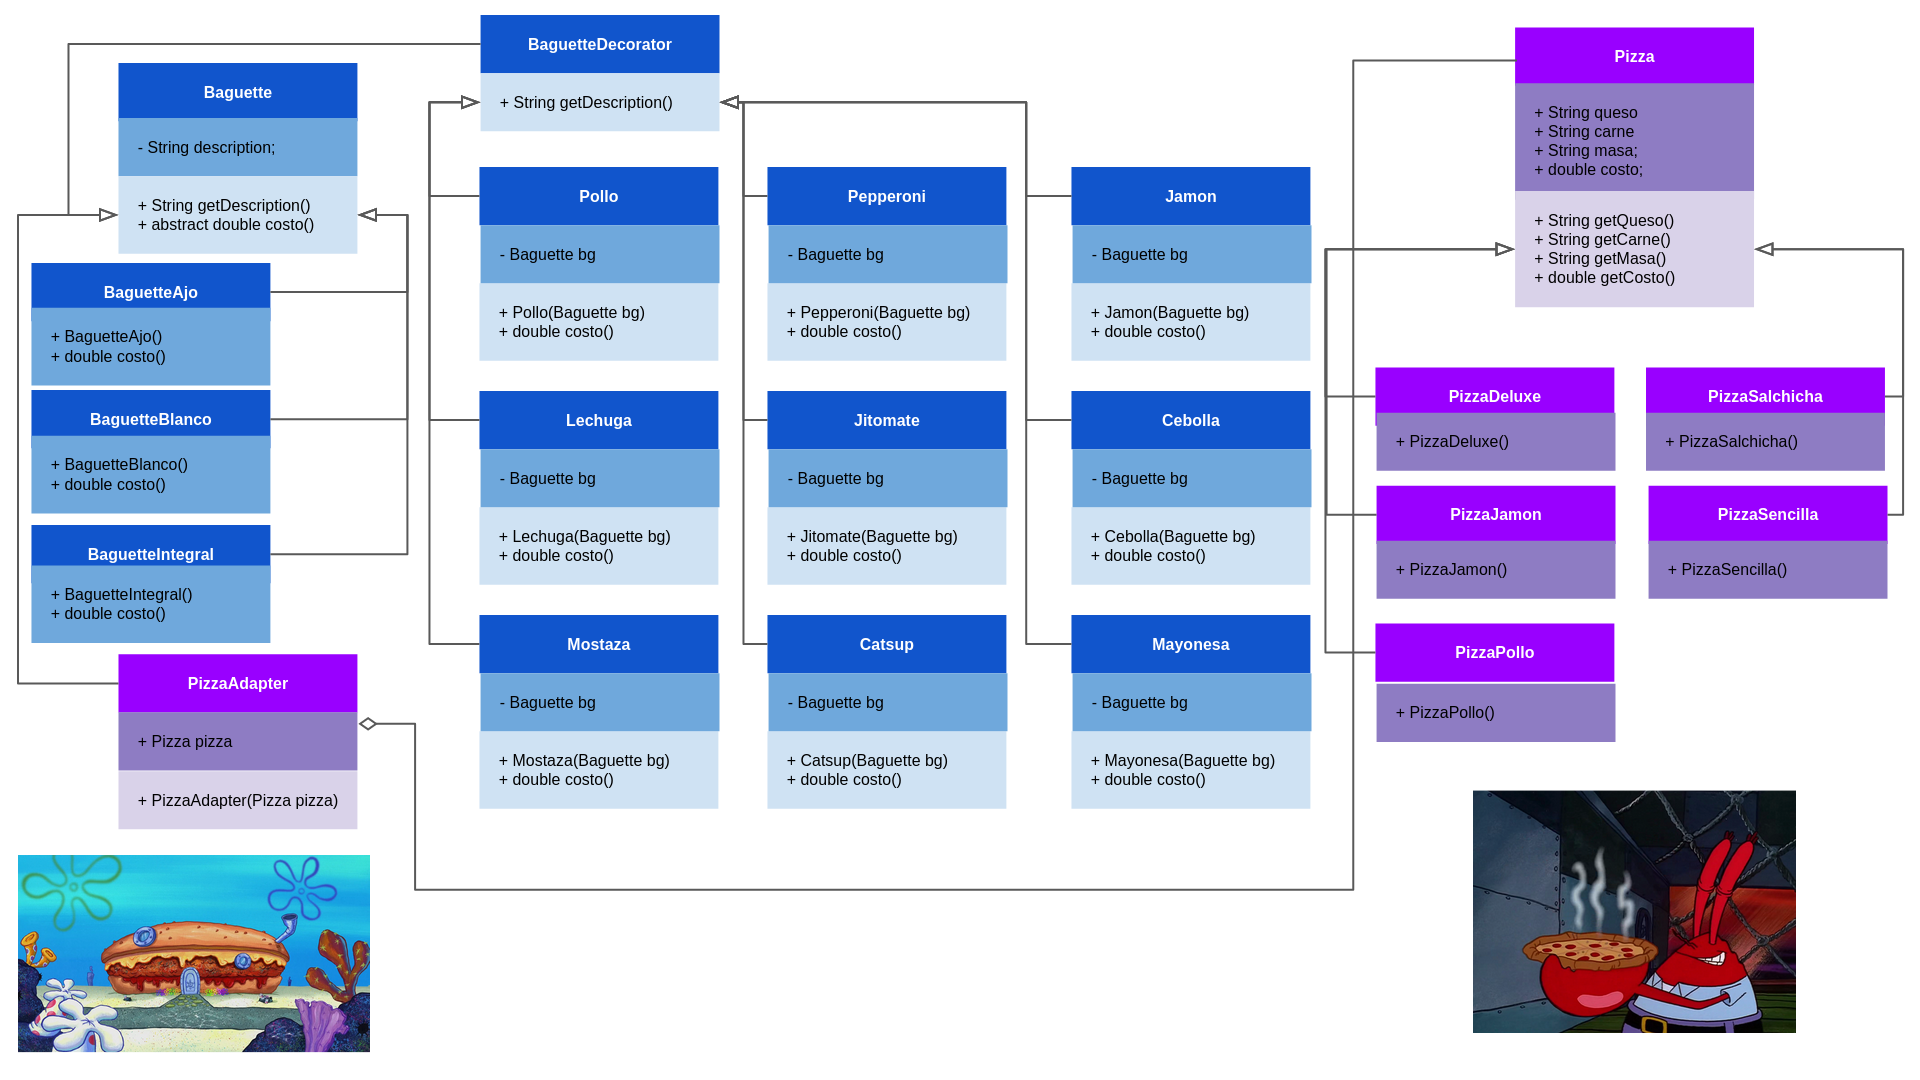 BaguetteDecorator
+ String getDescription()
Baguette
- String description;
+ String getDescription()
+ abstract double costo()
BaguetteAjo
+ BaguetteAjo()
+ double costo()
BaguetteBlanco
+ BaguetteBlanco()
+ double costo()
BaguetteIntegral
+ BaguetteIntegral()
+ double costo()
PizzaAdapter
+ Pizza pizza
+ PizzaAdapter(Pizza pizza)
Pollo
- Baguette bg
+ Pollo(Baguette bg)
+ double costo()
Pepperoni
- Baguette bg
+ Pepperoni(Baguette bg)
+ double costo()
Jamon
- Baguette bg
+ Jamon(Baguette bg)
+ double costo()
Lechuga
- Baguette bg
+ Lechuga(Baguette bg)
+ double costo()
Jitomate
- Baguette bg
+ Jitomate(Baguette bg)
+ double costo()
Cebolla
- Baguette bg
+ Cebolla(Baguette bg)
+ double costo()
Mostaza
- Baguette bg
+ Mostaza(Baguette bg)
+ double costo()
Catsup
- Baguette bg
+ Catsup(Baguette bg)
+ double costo()
Mayonesa
- Baguette bg
+ Mayonesa(Baguette bg)
+ double costo()
Pizza
+ String queso
+ String carne
+ String masa;
+ double costo;
+ String getQueso()
+ String getCarne()
+ String getMasa()
+ double getCosto()
PizzaDeluxe
+ PizzaDeluxe()
PizzaSalchicha
+ PizzaSalchicha()
PizzaJamon
+ PizzaJamon()
PizzaSencilla
+ PizzaSencilla()
PizzaPollo
+ PizzaPollo()